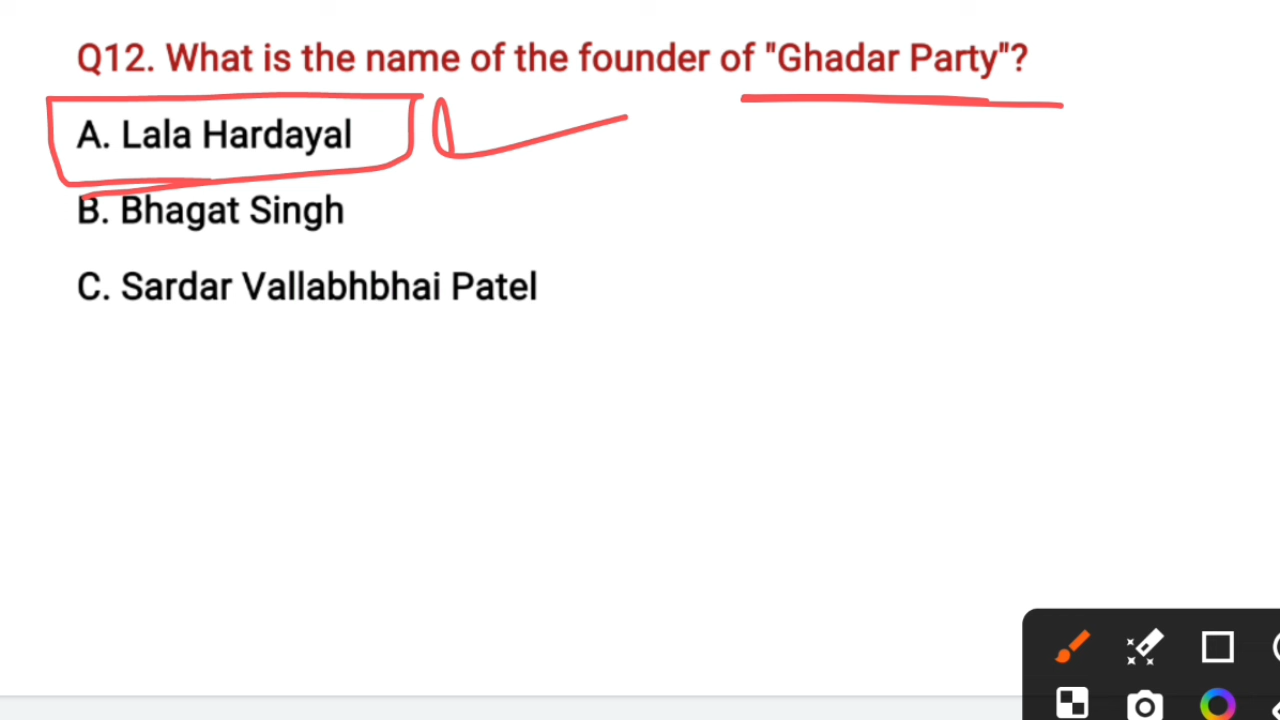 Q12. What is the name of the founder of "Ghadar Party"?
A. Lala Hardayal
B. Bhagat Singh
C. Sardar Vallabhbhai Patel